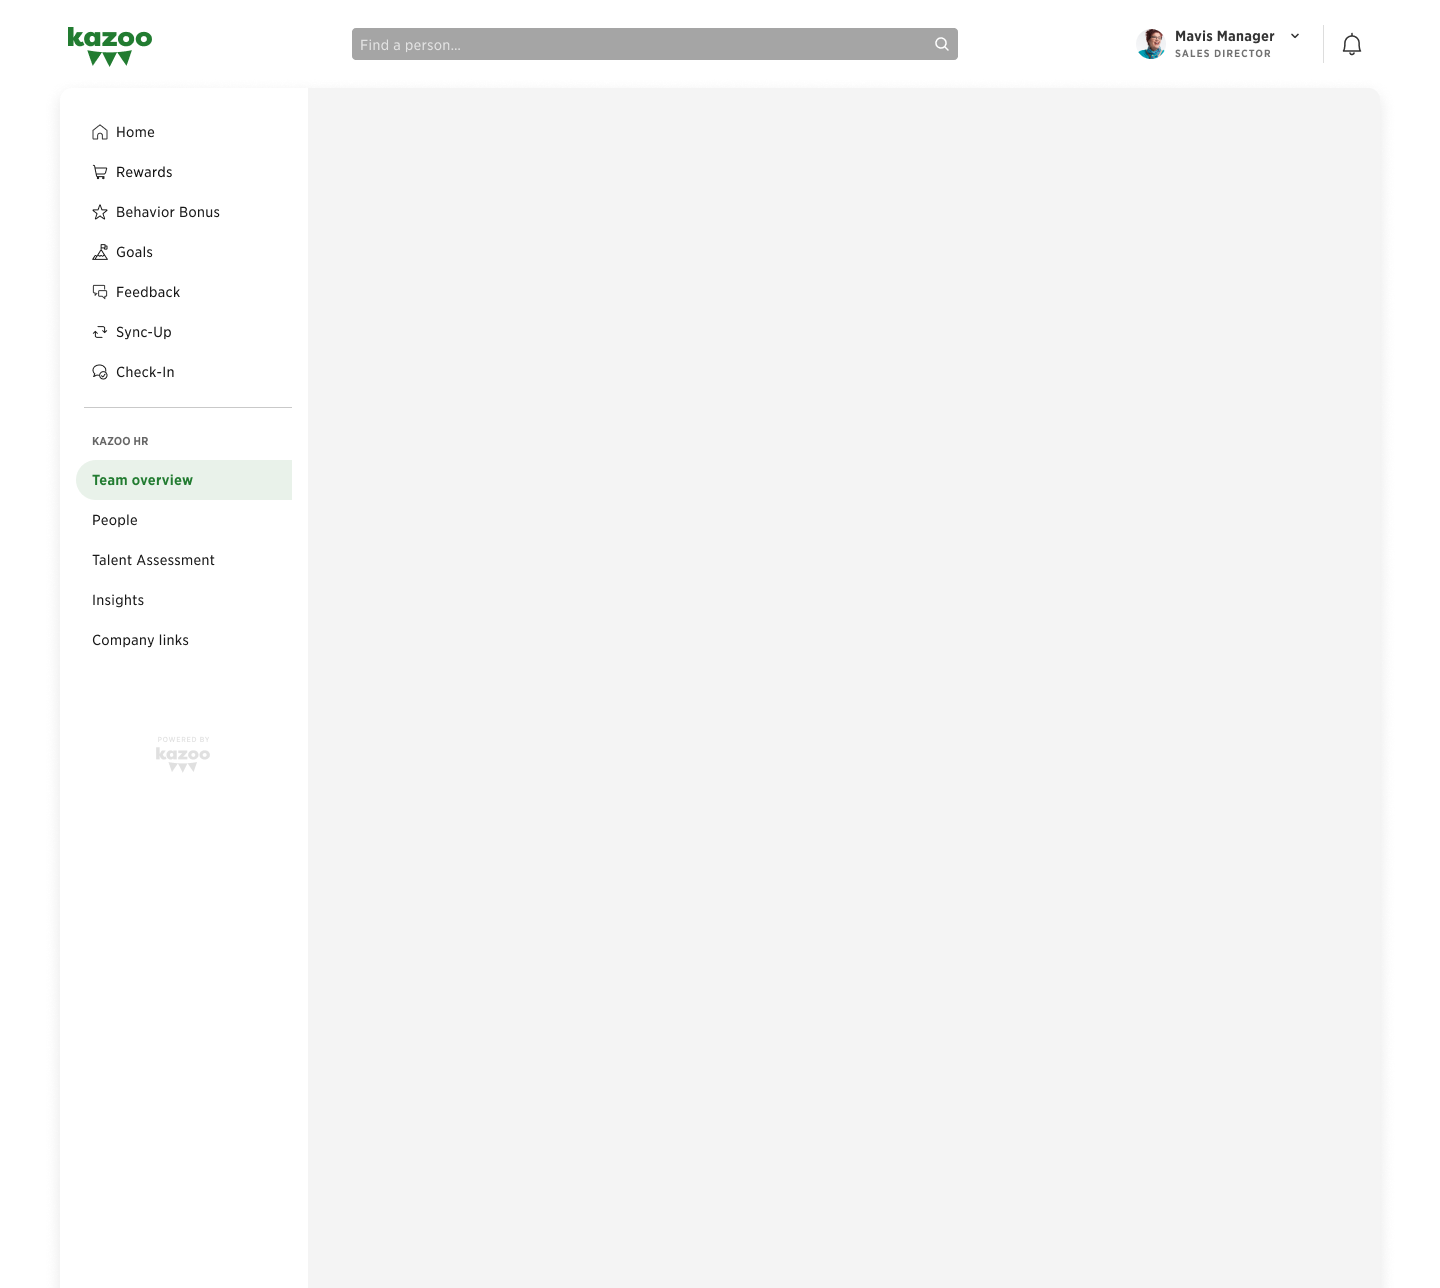 kazoo
Find a person...
Mavis Manager
SALES DIRECTOR
Home
Rewards
Behavior Bonus
Goals
Feedback
Sync-Up
Check-In
KAZOO HR
Team overview
People
Talent Assessment
Insights
Company links
POWERED BY
kazoo